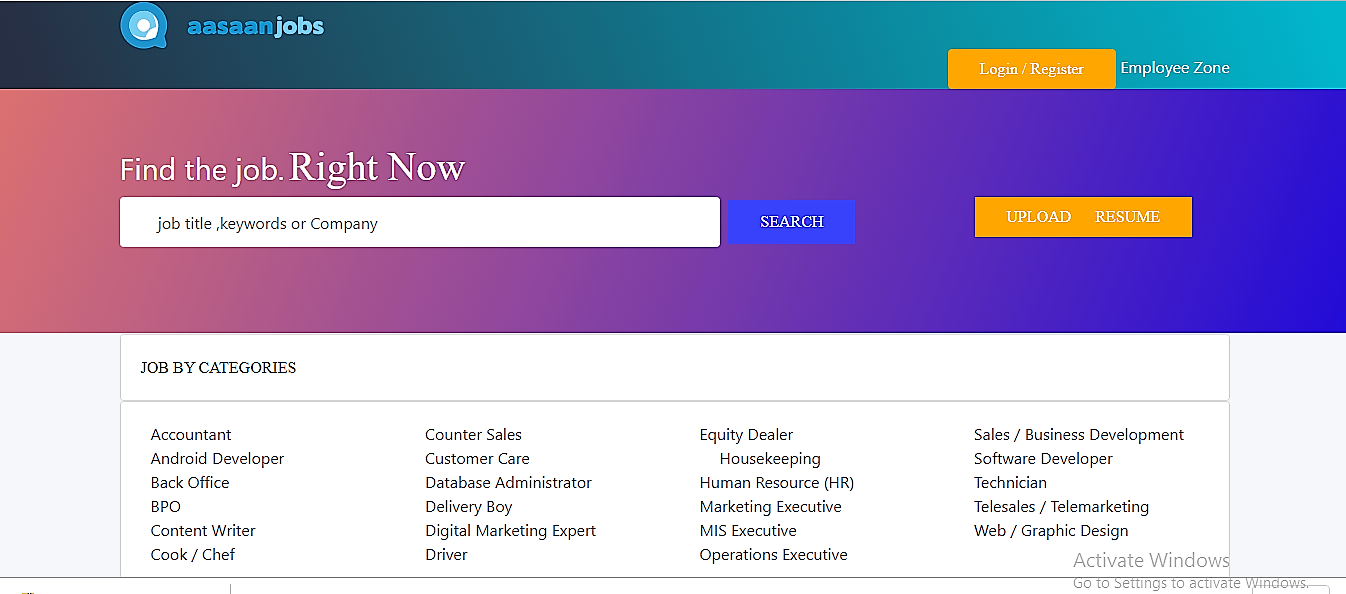 aasaanjobs
Login / Register Employee Zone
Find the job. Right Now
job title ,keywords or Company SEARCH UPLOAD RESUME
JOB BY CATEGORIES
Accountant Counter Sales Equity Dealer Sales / Business Development
Android Developer Customer Care Housekeeping Software Developer
Back Office Database Administrator Human Resource (HR) Technician
BPO Delivery Boy Marketing Executive Telesales / Telemarketing
Content Writer Digital Marketing Expert MIS Executive Web / Graphic Design
Cook / Chef Driver Operations Executive
Activate Windows
Go to Settings to activate Windows.